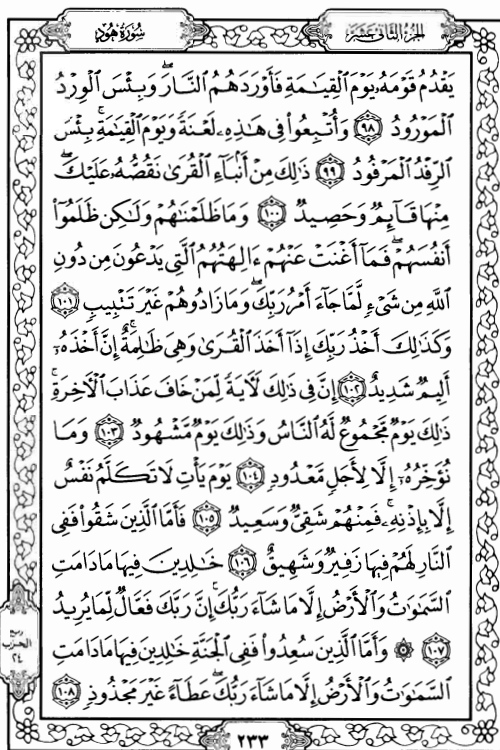 الجزء الثاني عشر
سورة هود
يَقْدُمُ قَوْمَهُۥ يَوْمَ ٱلْقِيَٰمَةِ فَأَوْرَدَهُمُ ٱلنَّارَۖ وَبِئْسَ ٱلْوِرْدُ
ٱلْمَوْرُودُ ٩٨ وَأُتْبِعُوا۟ فِى هَٰذِهِۦ لَعْنَةً وَيَوْمَ ٱلْقِيَٰمَةِۚ بِئْسَ
ٱلرِّفْدُ ٱلْمَرْفُودُ ٩٩ ذَٰلِكَ مِنْ أَنۢبَآءِ ٱلْقُرَىٰ نَقُصُّهُۥ عَلَيْكَۖ
مِنْهَا قَآئِمٌ وَحَصِيدٌ ١٠٠ وَمَا ظَلَمْنَٰهُمْ وَلَٰكِن ظَلَمُوٓا۟
أَنفُسَهُمْۖ فَمَآ أَغْنَتْ عَنْهُمْ ءَالِهَتُهُمُ ٱلَّتِى يَدْعُونَ مِن دُونِ
ٱللَّهِ مِن شَىْءٍ لَّمَّا جَآءَ أَمْرُ رَبِّكَۖ وَمَا زَادُوهُمْ غَيْرَ تَتْبِيبٍ ١٠١
وَكَذَٰلِكَ أَخْذُ رَبِّكَ إِذَآ أَخَذَ ٱلْقُرَىٰ وَهِىَ ظَٰلِمَةٌۚ إِنَّ أَخْذَهُۥٓ
أَلِيمٌ شَدِيدٌ ١٠٢ إِنَّ فِى ذَٰلِكَ لَءَايَةً لِّمَنْ خَافَ عَذَابَ ٱلْءَاخِرَةِۚ
ذَٰلِكَ يَوْمٌ مَّجْمُوعٌ لَّهُ ٱلنَّاسُ وَذَٰلِكَ يَوْمٌ مَّشْهُودٌ ١٠٣ وَمَا
نُؤَخِّرُهُۥٓ إِلَّا لِأَجَلٍ مَّعْدُودٍ ١٠٤ يَوْمَ يَأْتِ لَا تَكَلَّمُ نَفْسٌ
إِلَّا بِإِذْنِهِۦۚ فَمِنْهُمْ شَقِىٌّ وَسَعِيدٌ ١٠٥ فَأَمَّا ٱلَّذِينَ شَقُوا۟ فَفِى
ٱلنَّارِ لَهُمْ فِيهَا زَفِيرٌ وَشَهِيقٌ ١٠٦ خَٰلِدِينَ فِيهَا مَا دَامَتِ
ٱلسَّمَٰوَٰتُ وَٱلْأَرْضُ إِلَّا مَا شَآءَ رَبُّكَۚ إِنَّ رَبَّكَ فَعَّالٌ لِّمَا يُرِيدُ
١٠٧ ۞ وَأَمَّا ٱلَّذِينَ سُعِدُوا۟ فَفِى ٱلْجَنَّةِ خَٰلِدِينَ فِيهَا مَا دَامَتِ
ٱلسَّمَٰوَٰتُ وَٱلْأَرْضُ إِلَّا مَا شَآءَ رَبُّكَۖ عَطَآءً غَيْرَ مَجْذُوذٍ ١٠٨
ربع
الحزب
٢٤
٢٣٣